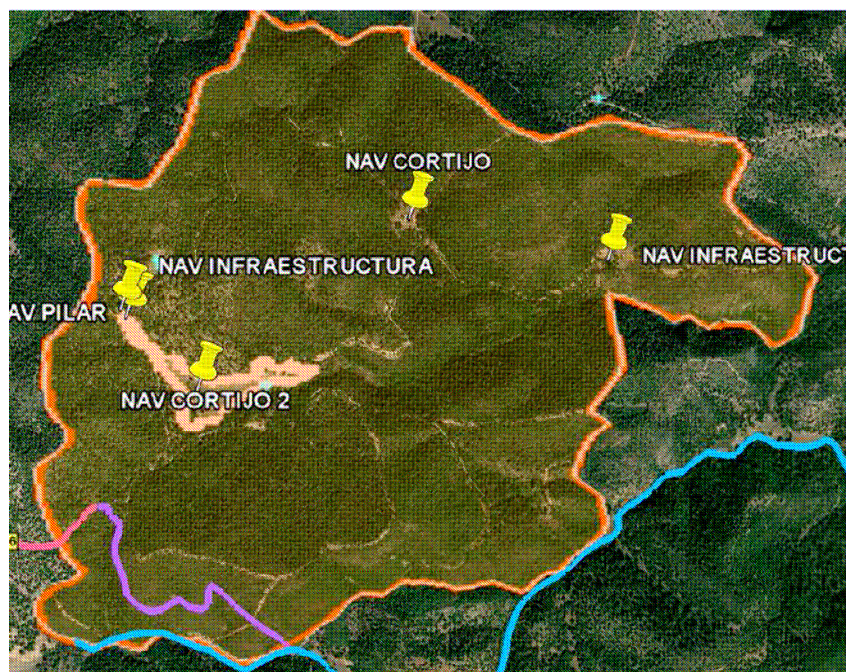 NAV CORTIJO
NAV INFRAESTRUCT
NAV INFRAESTRUCTURA
AV PILAR
NAV CORTIJO 2